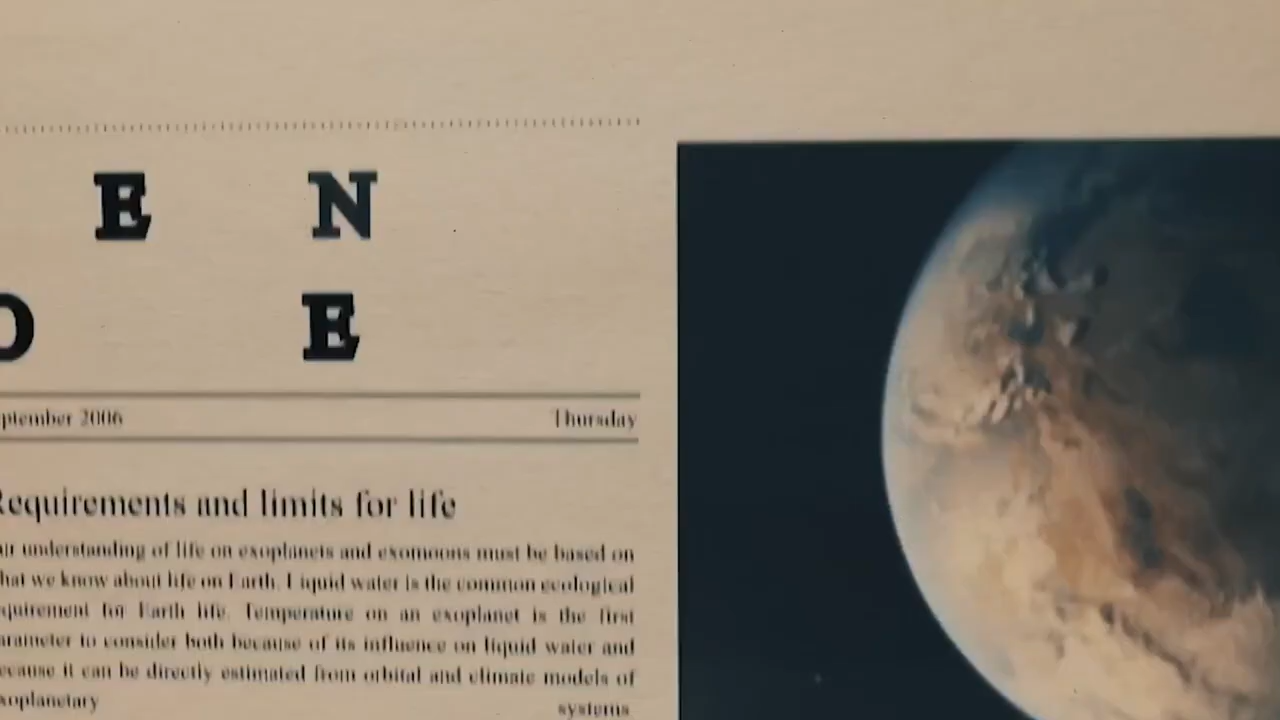 E N
O E
ptember 2006 Thursday
Requirements and limits for life
ur understanding of life on exoplanets and exomoons must be based on
hat we know about life on Earth. Liquid water is the common ecological
equirement for Earth life. Temperature on an exoplanet is the first
arameter to consider both because of its influence on liquid water and
ecause it can be directly estimated from orbital and climate models of
xoplanetary systems.